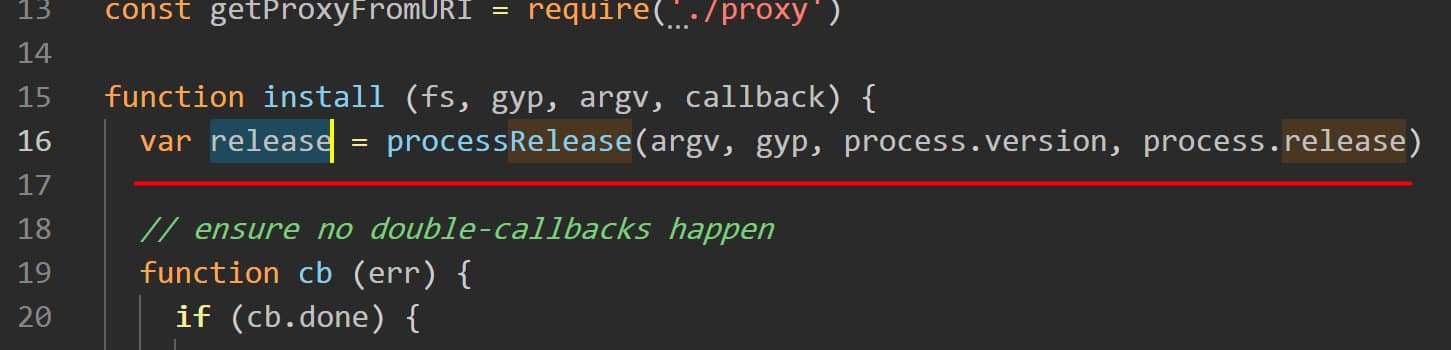 13 const getProxyFromURI = require('./proxy')
14
15 function install (fs, gyp, argv, callback) {
16 var release = processRelease(argv, gyp, process.version, process.release)
17
18 // ensure no double-callbacks happen
19 function cb (err) {
20 if (cb.done) {